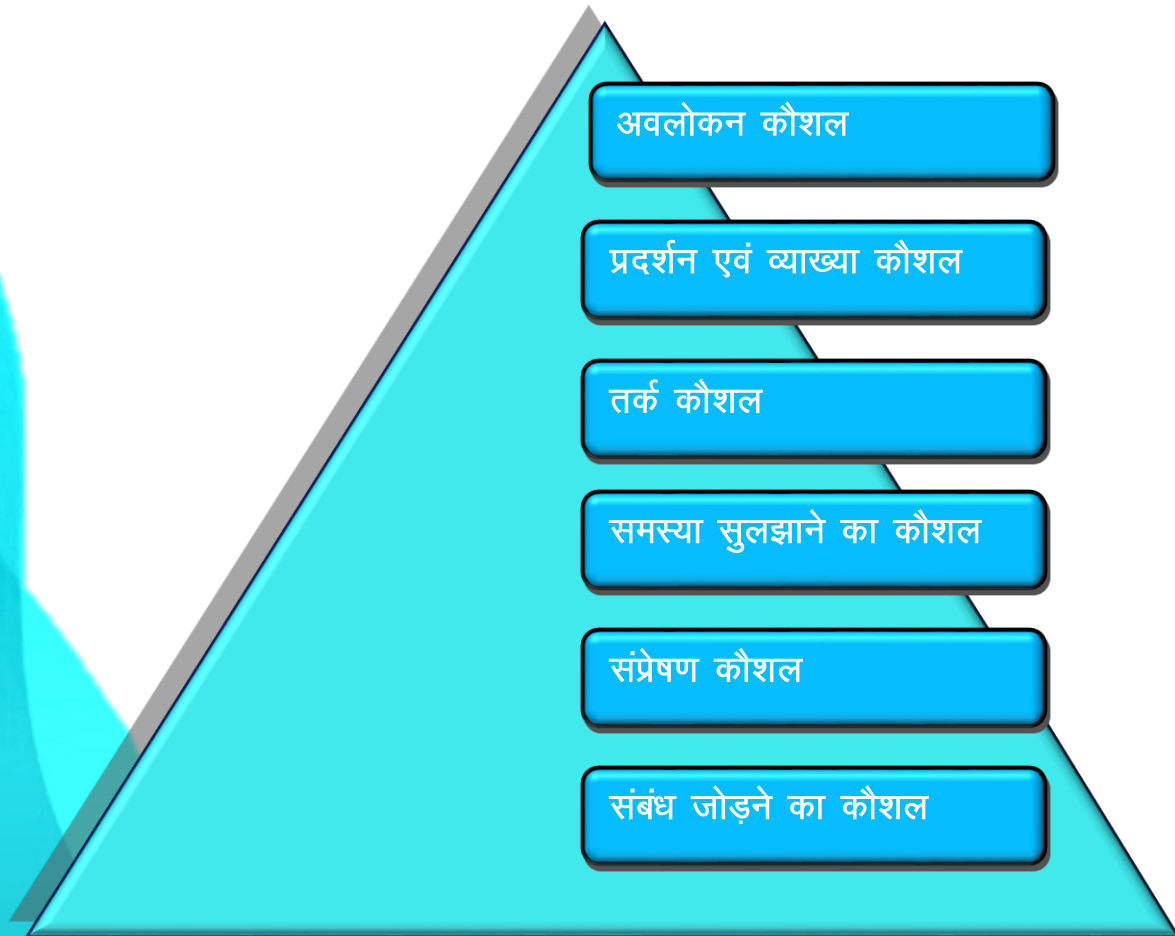 अवलोकन कौशल
प्रदर्शन एवं व्याख्या कौशल
तर्क कौशल
समस्या सुलझाने का कौशल
संप्रेषण कौशल
संबंध जोड़ने का कौशल